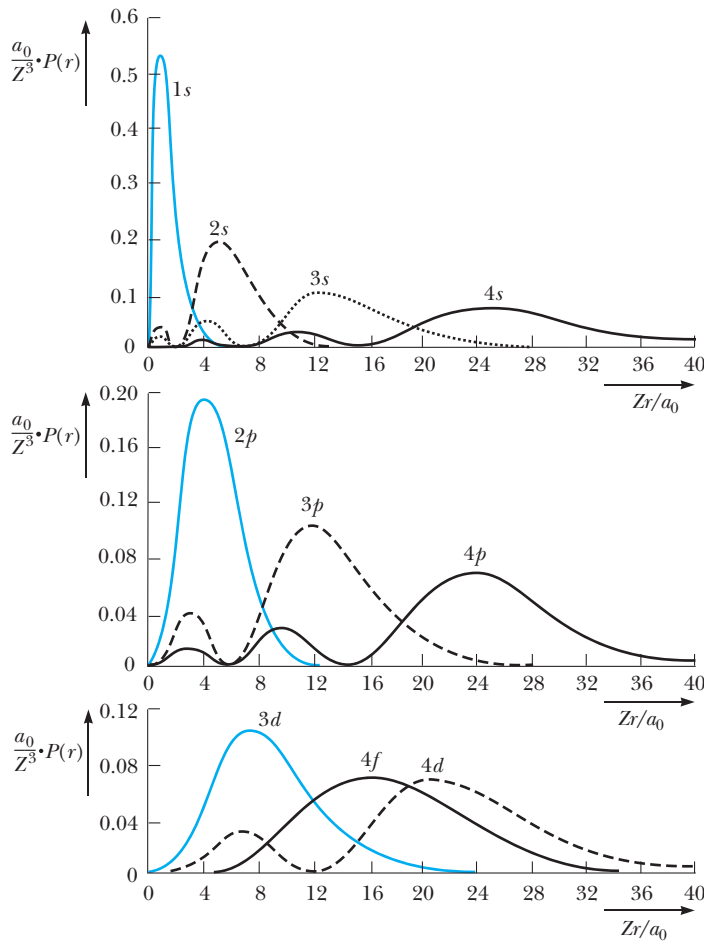 0.6
a₀/Z³ •P(r)
0.5
1s
0.4
0.3
0.2
2s
3s
0.1
4s
0
0 4 8 12 16 20 24 28 32 36 40
Zr/a₀
0.20
a₀/Z³ •P(r)
2p
0.16
0.12
3p
0.08
4p
0.04
0
0 4 8 12 16 20 24 28 32 36 40
Zr/a₀
0.12
a₀/Z³ •P(r)
3d
0.08
4f 4d
0.04
0
0 4 8 12 16 20 24 28 32 36 40
Zr/a₀